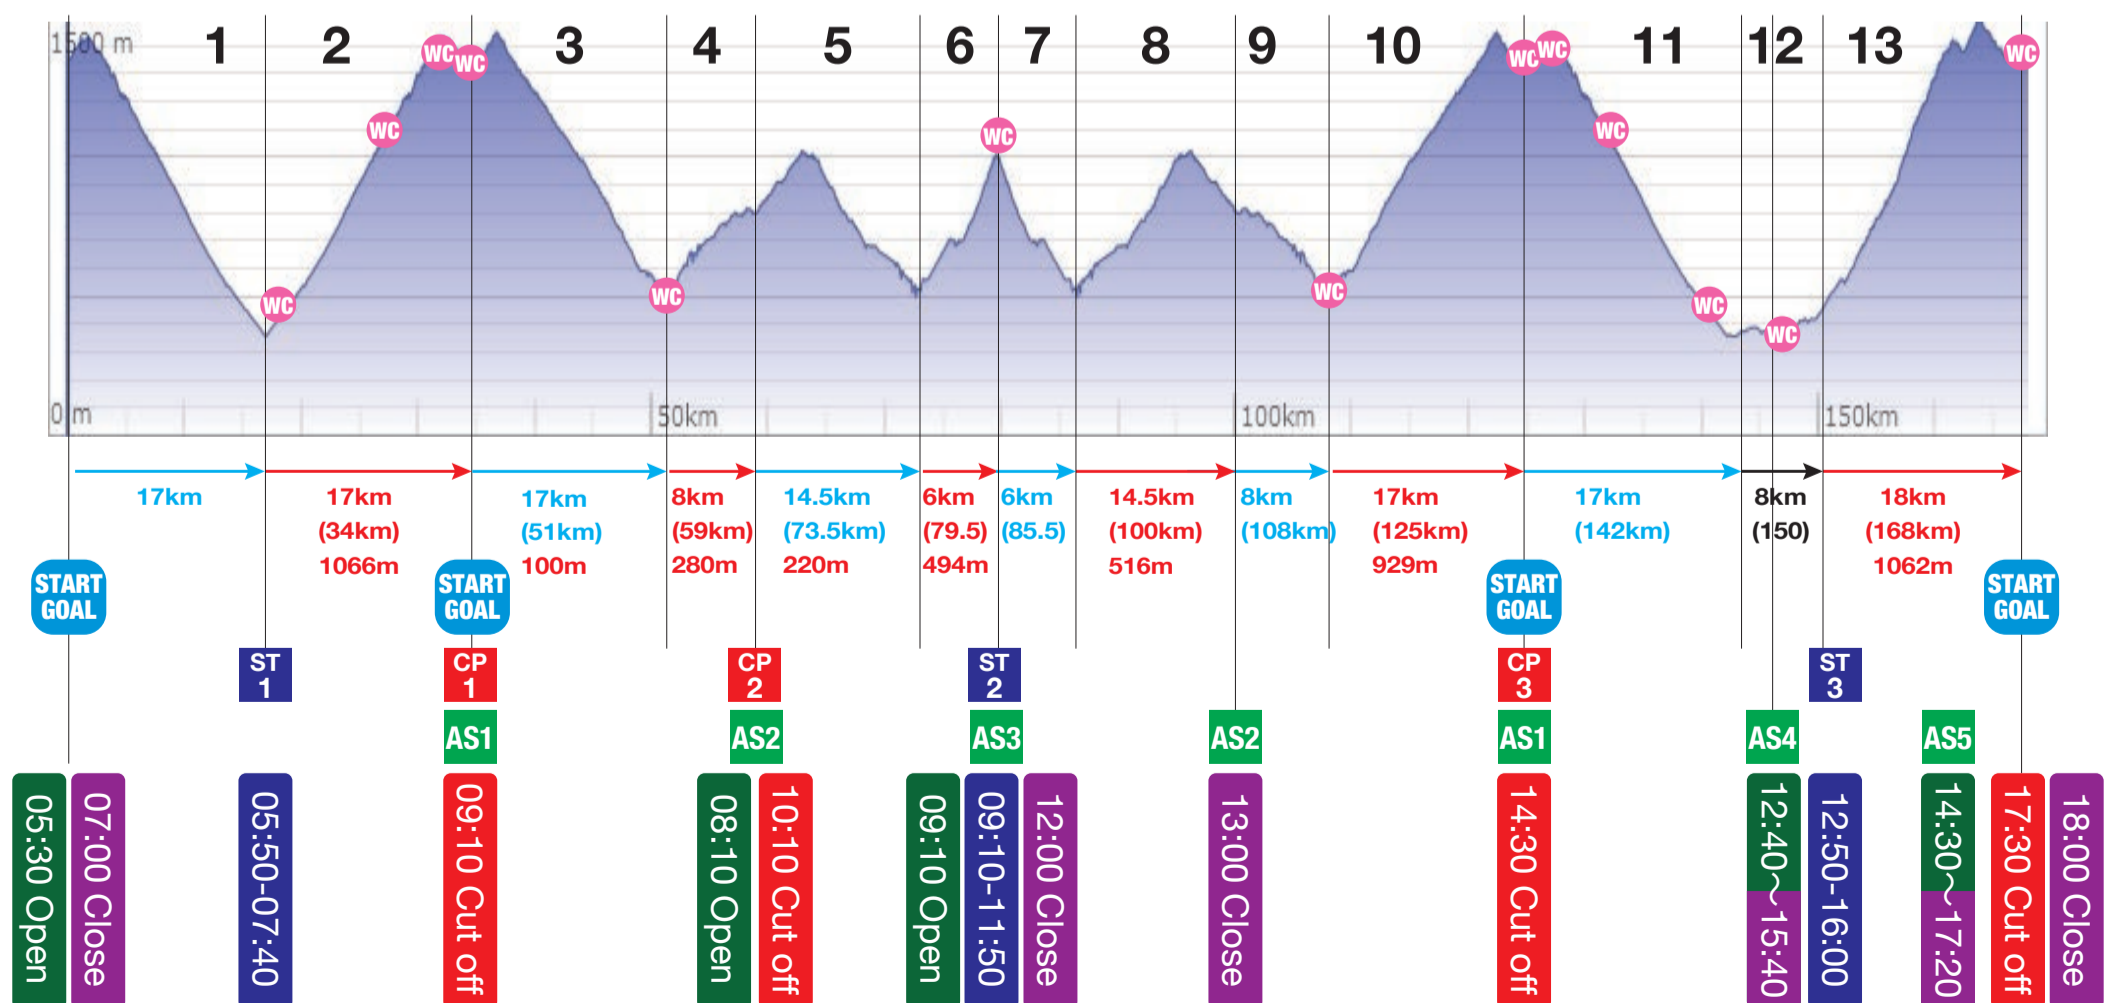 1500 m
1
2
3
4
5
6
7
8
9
10
11
12
13
WC
WC
WC
WC
WC
WC
WC
WC
WC
WC
WC
WC
WC
0 m
50km
100km
150km
17km
17km
(34km)
1066m
17km
(51km)
100m
8km
(59km)
280m
14.5km
(73.5km)
220m
6km
(79.5)
494m
6km
(85.5)
14.5km
(100km)
516m
8km
(108km)
17km
(125km)
929m
17km
(142km)
8km
(150)
18km
(168km)
1062m
START
GOAL
START
GOAL
START
GOAL
START
GOAL
ST
1
CP
1
CP
2
ST
2
CP
3
ST
3
AS1
AS2
AS3
AS2
AS1
AS4
AS5
05:30 Open
07:00 Close
05:50-07:40
09:10 Cut off
08:10 Open
10:10 Cut off
09:10 Open
09:10-11:50
12:00 Close
13:00 Close
14:30 Cut off
12:40〜15:40
12:50-16:00
14:30〜17:20
17:30 Cut off
18:00 Close